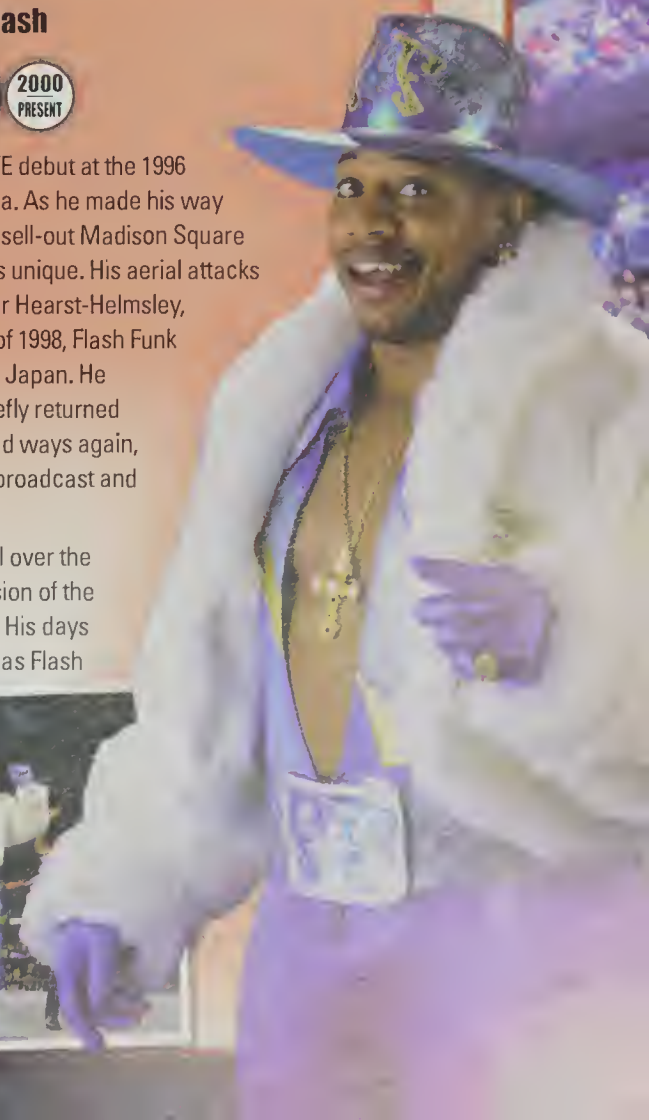 ash
2000
PRESENT
E debut at the 1996
a. As he made his way
sell-out Madison Square
s unique. His aerial attacks
r Hearst-Helmsley,
of 1998, Flash Funk
Japan. He
efly returned
d ways again,
broadcast and
l over the
sion of the
His days
as Flash